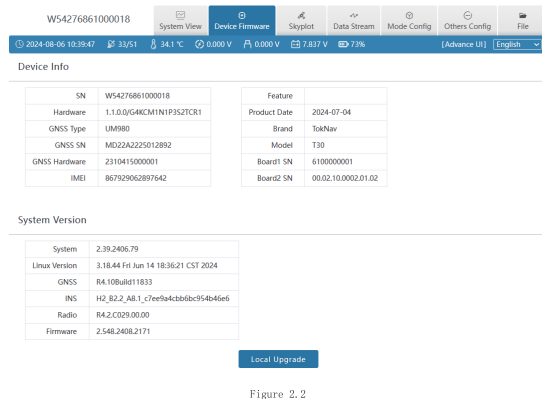 W54276861000018
System View
Device Firmware
Skyplot
Data Stream
Mode Config
Others Config
File
2024-08-06 10:39:47 33/51 34.1 ℃ 0.000 V 0.000 V 7.837 V 73% [Advance UI] English
Device Info
SN W54276861000018
Hardware 1.1.0.0/G4KCM1N1P3S2TCR1
GNSS Type UM980
GNSS SN MD22A2225012892
GNSS Hardware 2310415000001
IMEI 867929062897642
Feature
Product Date 2024-07-04
Brand TokNav
Model T30
Board1 SN 6100000001
Board2 SN 00.02.10.0002.01.02
System Version
System 2.39.2406.79
Linux Version 3.18.44 Fri Jun 14 18:36:21 CST 2024
GNSS R4.10Build11833
INS H2_B2.2_A8.1_c7ee9a4cbb6bc954b46e6
Radio R4.2.C029.00.00
Firmware 2.548.2408.2171
Local Upgrade
Figure 2.2